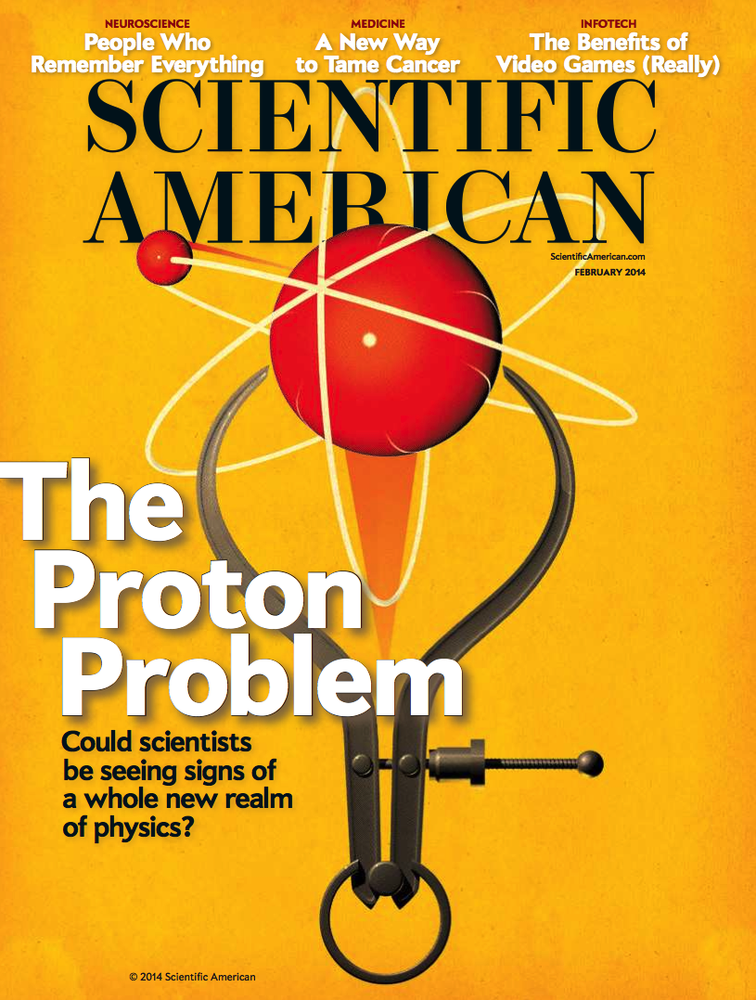 NEUROSCIENCE
People Who
Remember Everything
MEDICINE
A New Way
to Tame Cancer
INFOTECH
The Benefits of
Video Games (Really)
SCIENTIFIC
AMERICAN
ScientificAmerican.com
FEBRUARY 2014
The
Proton
Problem
Could scientists
be seeing signs of
a whole new realm
of physics?
© 2014 Scientific American